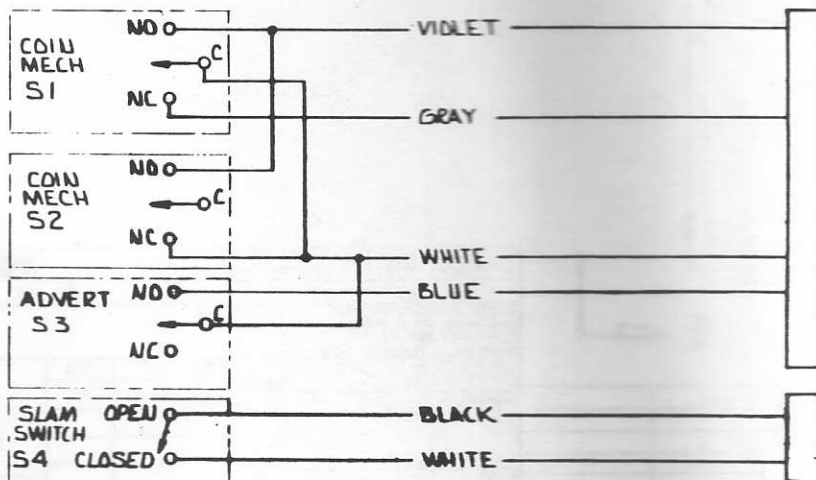 COIN MECH S1
NO
C
NC
VIOLET
GRAY
COIN MECH S2
NO
C
NC
WHITE
ADVERT S3
NO
C
NC
BLUE
SLAM SWITCH S4
OPEN
CLOSED
BLACK
WHITE